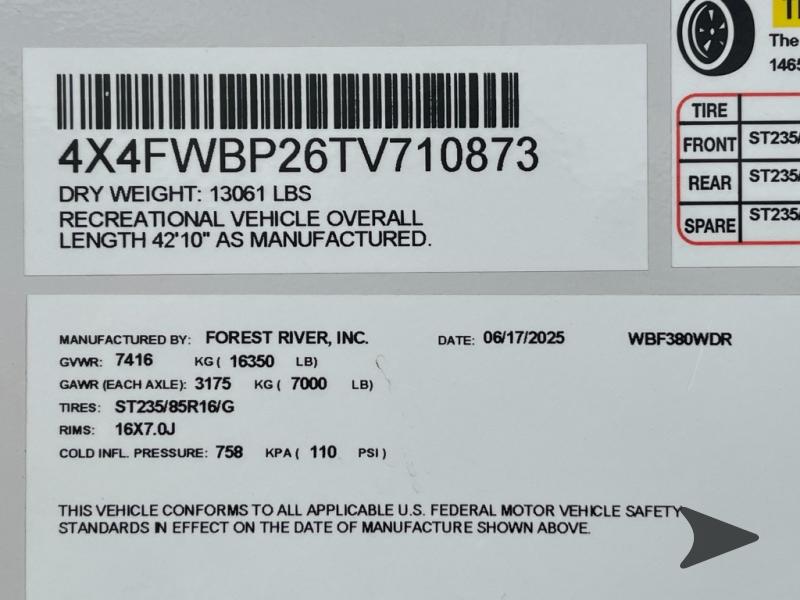 4X4FWBP26TV710873
DRY WEIGHT: 13061 LBS
RECREATIONAL VEHICLE OVERALL
LENGTH 42'10" AS MANUFACTURED.
The
1465
TIRE
FRONT ST235/
REAR ST235/
SPARE ST235/
MANUFACTURED BY: FOREST RIVER, INC. DATE: 06/17/2025 WBF380WDR
GVWR: 7416 KG ( 16350 LB)
GAWR (EACH AXLE): 3175 KG ( 7000 LB)
TIRES: ST235/85R16/G
RIMS: 16X7.0J
COLD INFL. PRESSURE: 758 KPA ( 110 PSI )
THIS VEHICLE CONFORMS TO ALL APPLICABLE U.S. FEDERAL MOTOR VEHICLE SAFETY
STANDARDS IN EFFECT ON THE DATE OF MANUFACTURE SHOWN ABOVE.